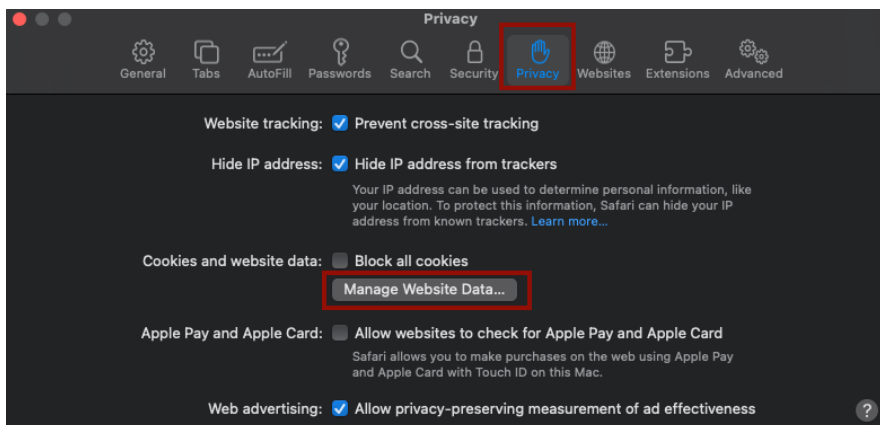 Privacy
General Tabs AutoFill Passwords Search Security Privacy Websites Extensions Advanced
Website tracking: Prevent cross-site tracking
Hide IP address: Hide IP address from trackers
Your IP address can be used to determine personal information, like
your location. To protect this information, Safari can hide your IP
address from known trackers. Learn more...
Cookies and website data: Block all cookies
Manage Website Data...
Apple Pay and Apple Card: Allow websites to check for Apple Pay and Apple Card
Safari allows you to make purchases on the web using Apple Pay
and Apple Card with Touch ID on this Mac.
Web advertising: Allow privacy-preserving measurement of ad effectiveness
?